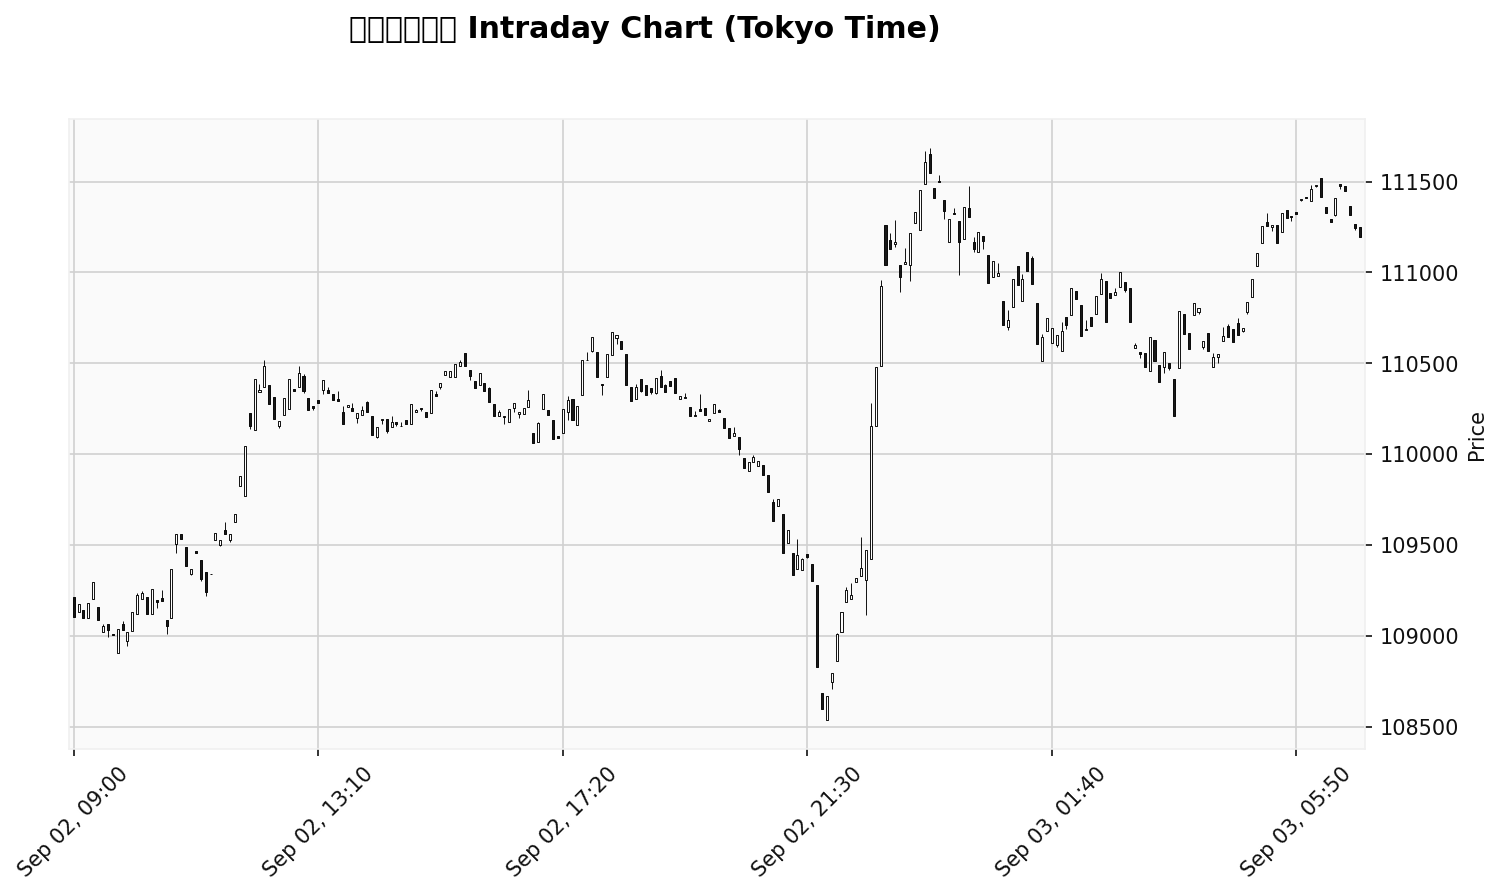 Intraday Chart (Tokyo Time)
111500
111000
110500
110000
109500
109000
108500
Price
Sep 02, 09:00
Sep 02, 13:10
Sep 02, 17:20
Sep 02, 21:30
Sep 03, 01:40
Sep 03, 05:50